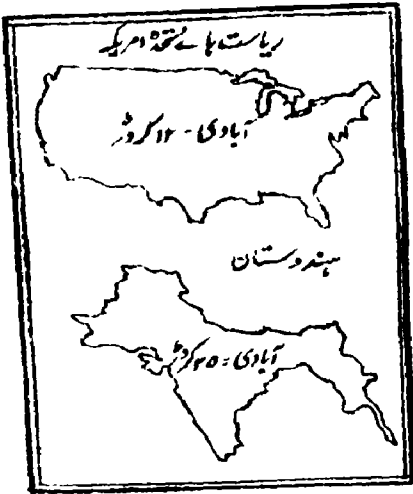 ریاست ہائے متحدہ امریکہ
آبادی - ۱۲ کروڑ
ہندوستان
آبادی = ۳۵ کروڑ